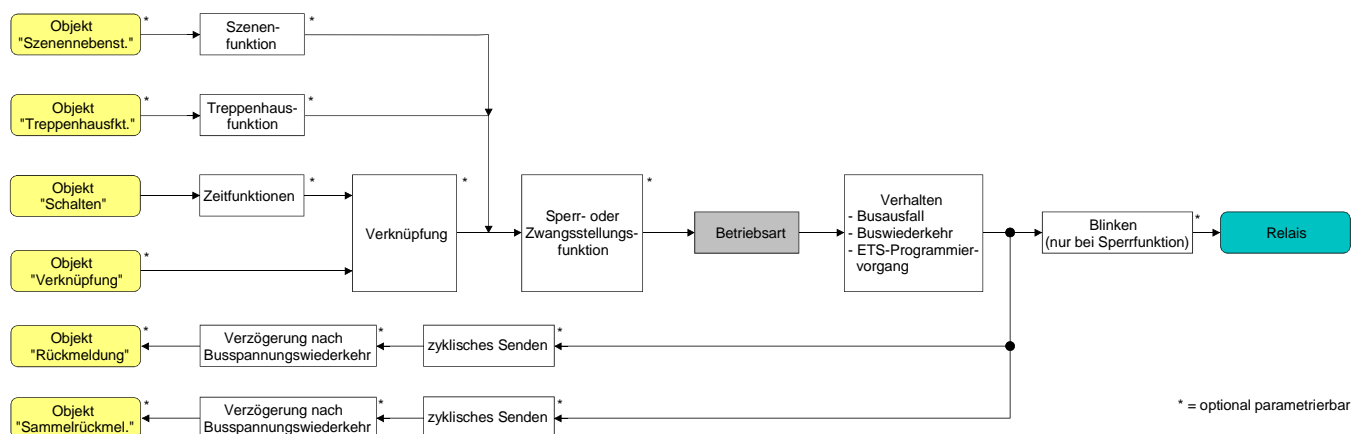 Objekt
"Szenennebenst."
*
Szenen-
funktion
*
Objekt
"Treppenhausfkt."
*
Treppenhaus-
funktion
*
Objekt
"Schalten"
Zeitfunktionen
*
Verknüpfung
*
Sperr- oder
Zwangsstellungs-
funktion
*
Betriebsart
Verhalten
- Busausfall
- Buswiederkehr
- ETS-Programmier-
vorgang
Blinken
(nur bei Sperrfunktion)
*
Relais
Objekt
"Verknüpfung"
*
Objekt
"Rückmeldung"
*
Verzögerung nach
Busspannungswiederkehr
*
zyklisches Senden
*
Objekt
"Sammelrückmel."
*
Verzögerung nach
Busspannungswiederkehr
*
zyklisches Senden
*
* = optional parametrierbar